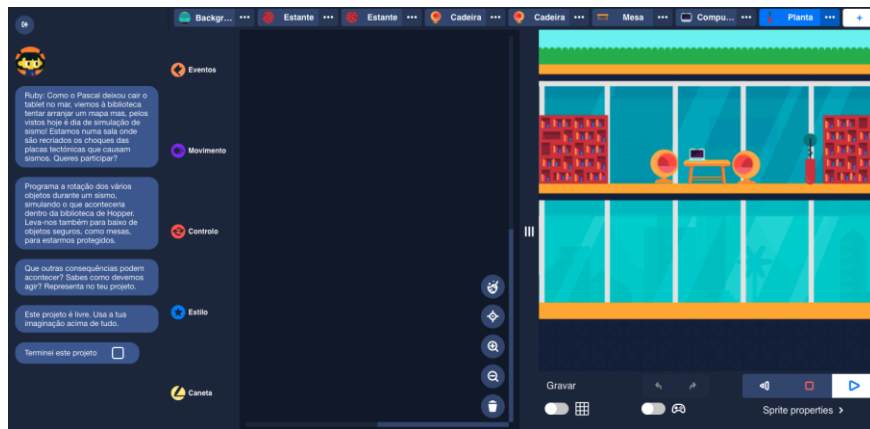 Backgr... ••• Estante ••• Estante ••• Cadeira ••• Cadeira ••• Mesa ••• Compu... ••• Planta ••• +
Ruby: Como o Pascal deixou cair o
tablet no mar, viemos à biblioteca
tentar arranjar um mapa mas, pelos
vistos hoje é dia de simulação de
sismo! Estamos numa sala onde
são recriados os choques das
placas tectónicas que causam
sismos. Queres participar?
Programa a rotação dos vários
objetos durante um sismo,
simulando o que aconteceria
dentro da biblioteca de Hopper.
Leva-nos também para baixo de
objetos seguros, como mesas,
para estarmos protegidos.
Que outras consequências podem
acontecer? Sabes como devemos
agir? Representa no teu projeto.
Este projeto é livre. Usa a tua
imaginação acima de tudo.
Terminei este projeto
Eventos
Movimento
Controlo
Estilo
Caneta
Gravar
Sprite properties >